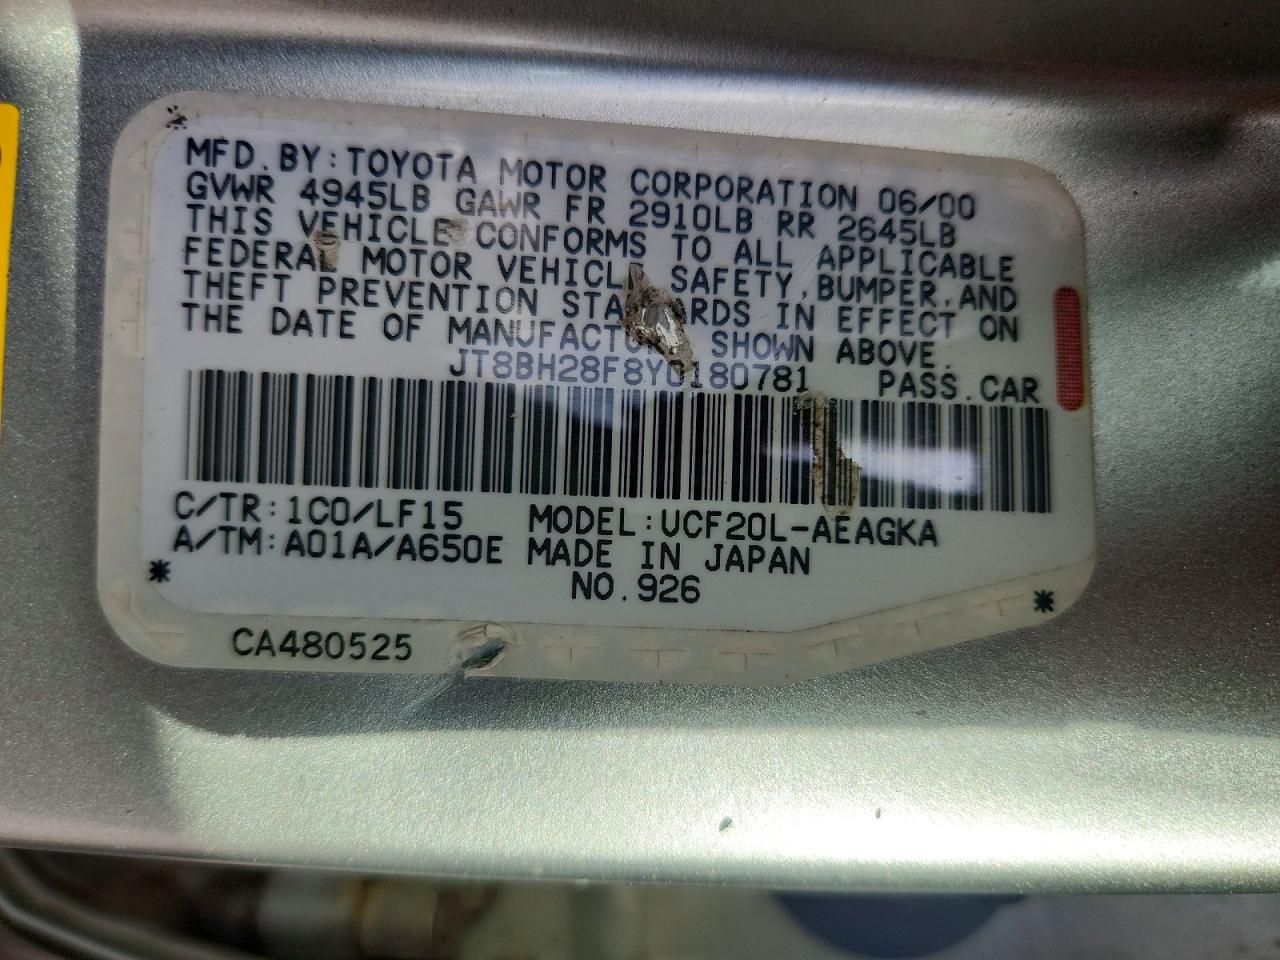 MFD. BY: TOYOTA MOTOR CORPORATION 06/00
GVWR 4945LB GAWR FR 2910LB RR 2645LB
THIS VEHICLE CONFORMS TO ALL APPLICABLE
FEDERAL MOTOR VEHICLE SAFETY, BUMPER, AND
THEFT PREVENTION STANDARDS IN EFFECT ON
THE DATE OF MANUFACTURE SHOWN ABOVE.
JT8BH28F8Y0180781 PASS. CAR
C/TR: 1C0/LF15 MODEL: UCF20L-AEAGKA
A/TM: A01A/A650E MADE IN JAPAN
NO. 926
CA480525